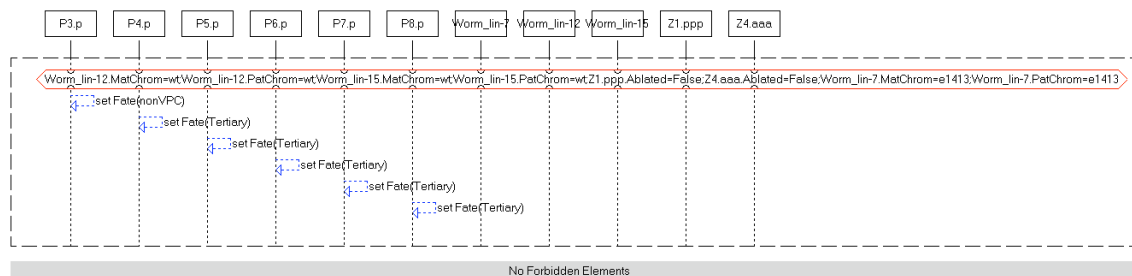 P3.p P4.p P5.p P6.p P7.p P8.p Worm_lin-7 Worm_lin-12 Worm_lin-15 Z1.ppp Z4.aaa
Worm_lin-12.MatChrom=wt;Worm_lin-12.PatChrom=wt;Worm_lin-15.MatChrom=wt;Worm_lin-15.PatChrom=wt;Z1.ppp.Ablated=False;Z4.aaa.Ablated=False;Worm_lin-7.MatChrom=e1413;Worm_lin-7.PatChrom=e1413
set Fate(nonVPC)
set Fate(Tertiary)
set Fate(Tertiary)
set Fate(Tertiary)
set Fate(Tertiary)
set Fate(Tertiary)
No Forbidden Elements